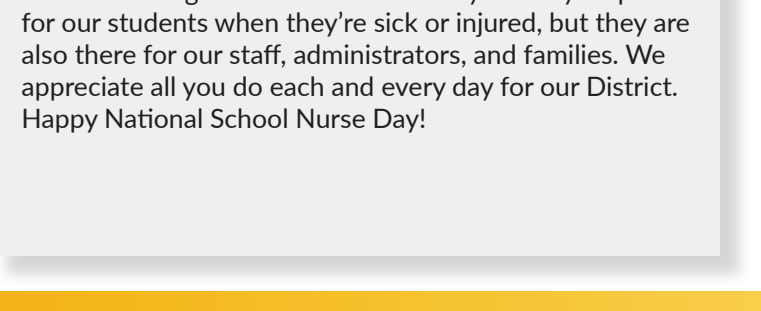 for our students when they’re sick or injured, but they are
also there for our staff, administrators, and families. We
appreciate all you do each and every day for our District.
Happy National School Nurse Day!